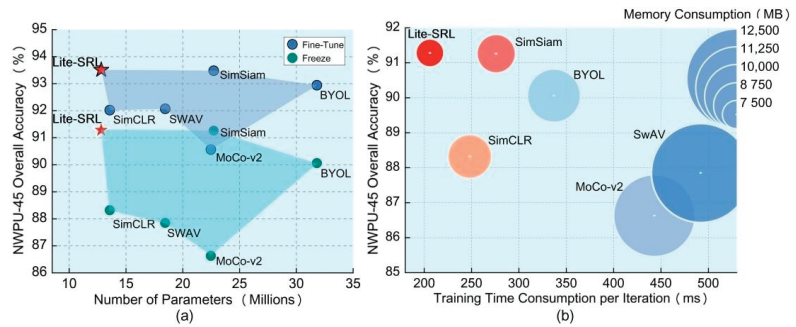 (a)
95
94
93
92
91
90
89
88
87
86
NWPU-45 Overall Accuracy (%)
Fine-Tune
Freeze
Lite-SRL
SimSiam
BYOL
SimCLR
SWAV
MoCo-v2
Lite-SRL
SimSiam
BYOL
SimCLR
SWAV
MoCo-v2
10 15 20 25 30 35
Number of Parameters (Millions)
(a)
(b)
92
91
90
89
88
87
86
85
NWPU-45 Overall Accuracy (%)
Memory Consumption (MB)
12,500
11,250
10,000
8 750
7 500
Lite-SRL
SimSiam
BYOL
SimCLR
SwAV
MoCo-v2
200 250 300 350 400 450 500
Training Time Consumption per Iteration (ms)
(b)